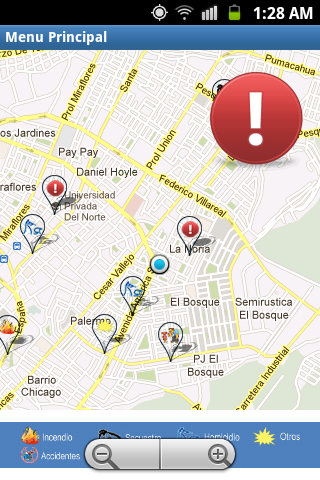 1:28 AM
Menu Principal
Pumacahua
Prol Miraflores
Santa
Prol Union
os Jardines
Pay Pay
Daniel Hoyle
Federico Villareal
raflores
Universidad
Privada
Del Norte
Miraflores
La Noria
Cesar Vallejo
Avenida America S
España
El Bosque
Semirustica
El Bosque
Palermo
PJ El
Bosque
Barrio
Chicago
Carretera Industrial
Incendio
Secuestro
Homicidio
Otros
Accidentes